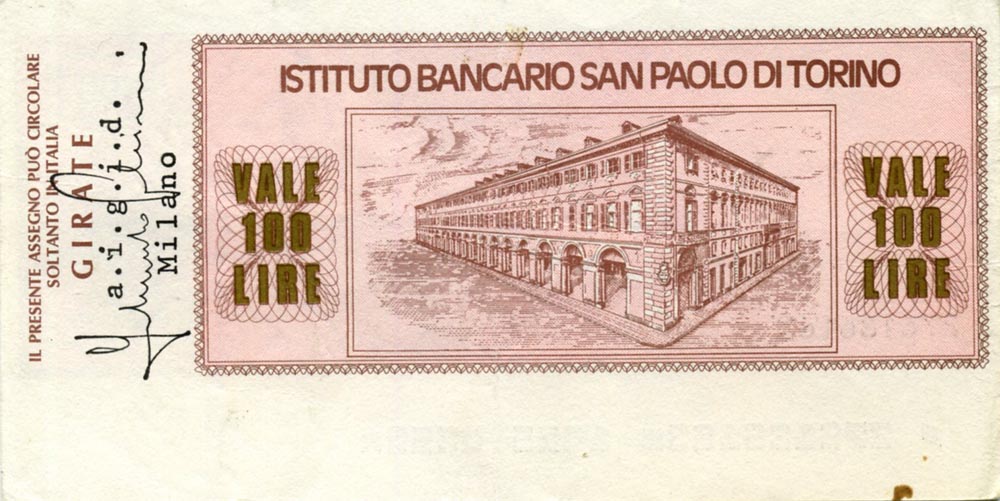 IL PRESENTE ASSEGNO PUÒ CIRCOLARE
SOLTANTO IN ITALIA
GIRATE
a.i.g.i.d.
Milano
ISTITUTO BANCARIO SAN PAOLO DI TORINO
VALE
100
LIRE
VALE
100
LIRE